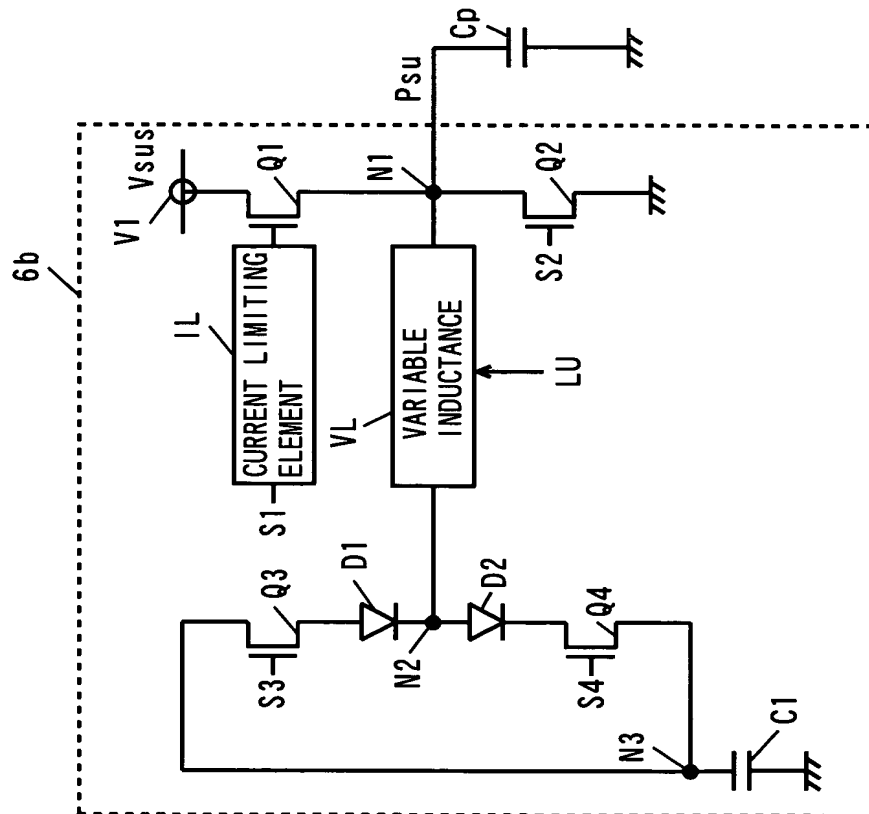 6b
V1
Vsus
IL
Q1
CURRENT LIMITING
ELEMENT
S1
N1
Psu
Cp
VL
VARIABLE
INDUCTANCE
LU
S2
Q2
S3
Q3
D1
N2
D2
S4
Q4
N3
C1